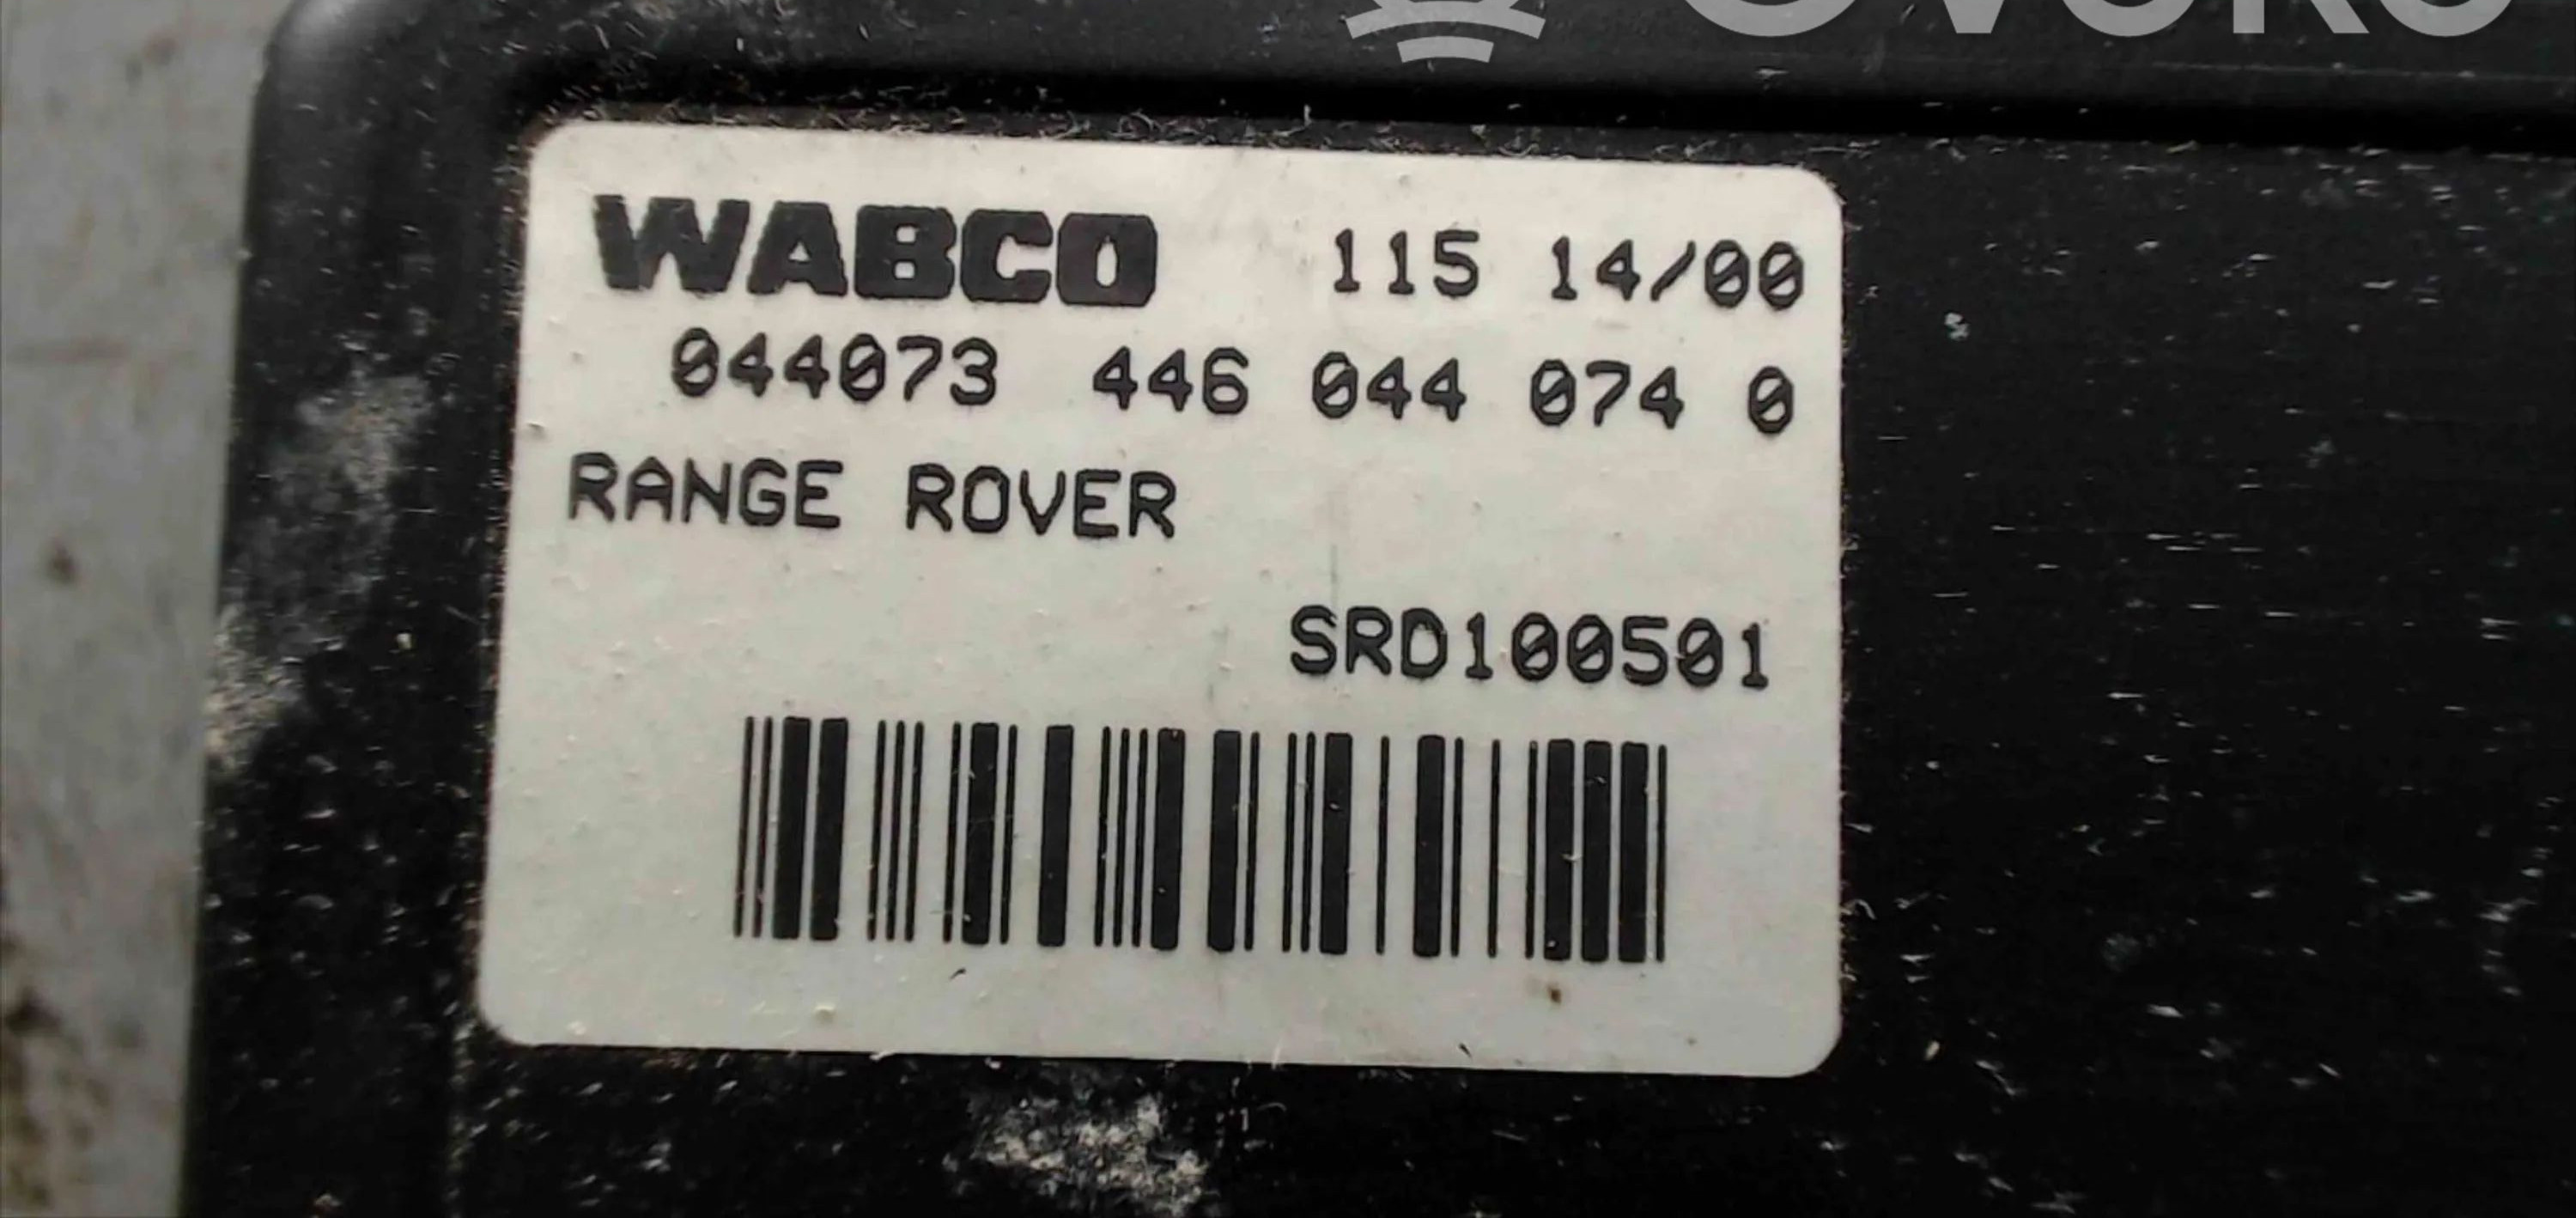 WABCO 115 14/00
044073 446 044 074 0
RANGE ROVER
SRD100501